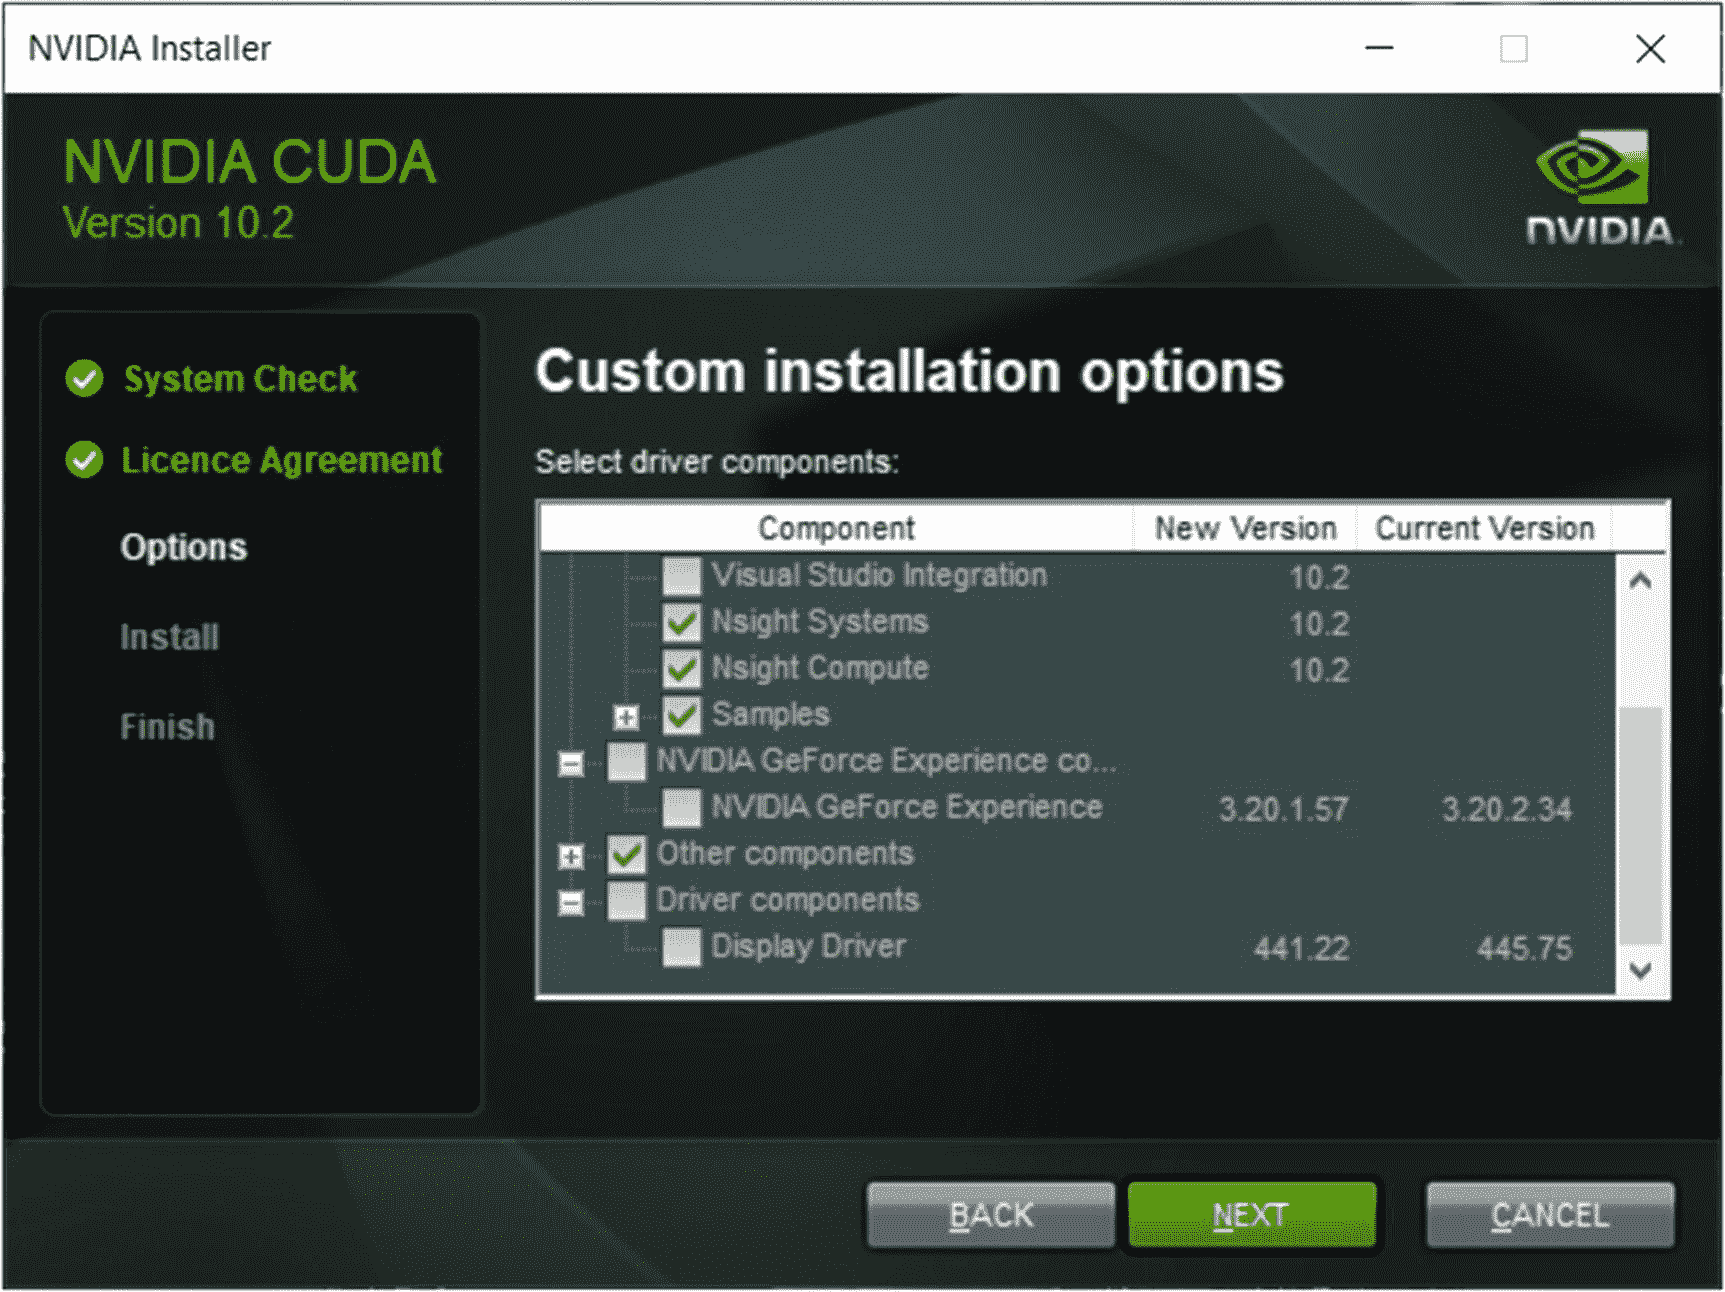 NVIDIA Installer
NVIDIA CUDA
Version 10.2
NVIDIA
System Check
Licence Agreement
Options
Install
Finish
Custom installation options
Select driver components:
Component New Version Current Version
Visual Studio Integration 10.2
Nsight Systems 10.2
Nsight Compute 10.2
Samples
NVIDIA GeForce Experience co...
NVIDIA GeForce Experience 3.20.1.57 3.20.2.34
Other components
Driver components
Display Driver 441.22 445.75
BACK NEXT CANCEL